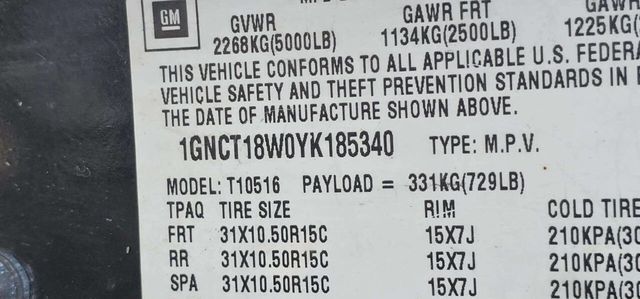 GM
GVWR GAWR FRT
2268KG(5000LB) 1134KG(2500LB) 1225KG
THIS VEHICLE CONFORMS TO ALL APPLICABLE U.S. FEDERA
VEHICLE SAFETY AND THEFT PREVENTION STANDARDS IN
THE DATE OF MANUFACTURE SHOWN ABOVE.
1GNCT18W0YK185340 TYPE: M.P.V.
MODEL: T10516 PAYLOAD = 331KG(729LB)
TPAQ TIRE SIZE RIM COLD TIRE
FRT 31X10.50R15C 15X7J 210KPA(30
RR 31X10.50R15C 15X7J 210KPA(30
SPA 31X10.50R15C 15X7J 210KPA(30